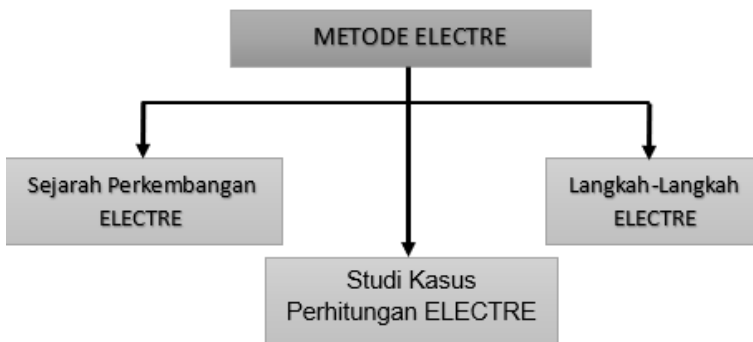 METODE ELECTRE
Sejarah Perkembangan
ELECTRE
Langkah-Langkah
ELECTRE
Studi Kasus
Perhitungan ELECTRE